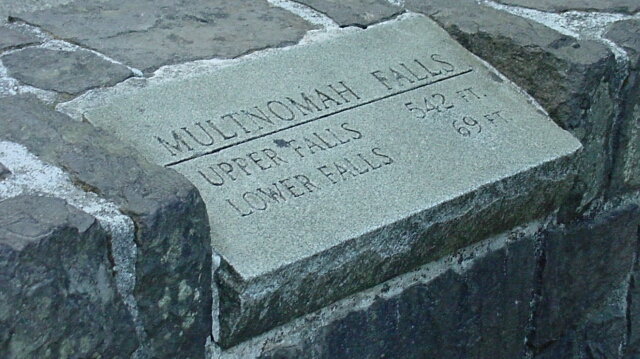 MULTNOMAH FALLS
UPPER FALLS 542 FT.
LOWER FALLS 69 FT